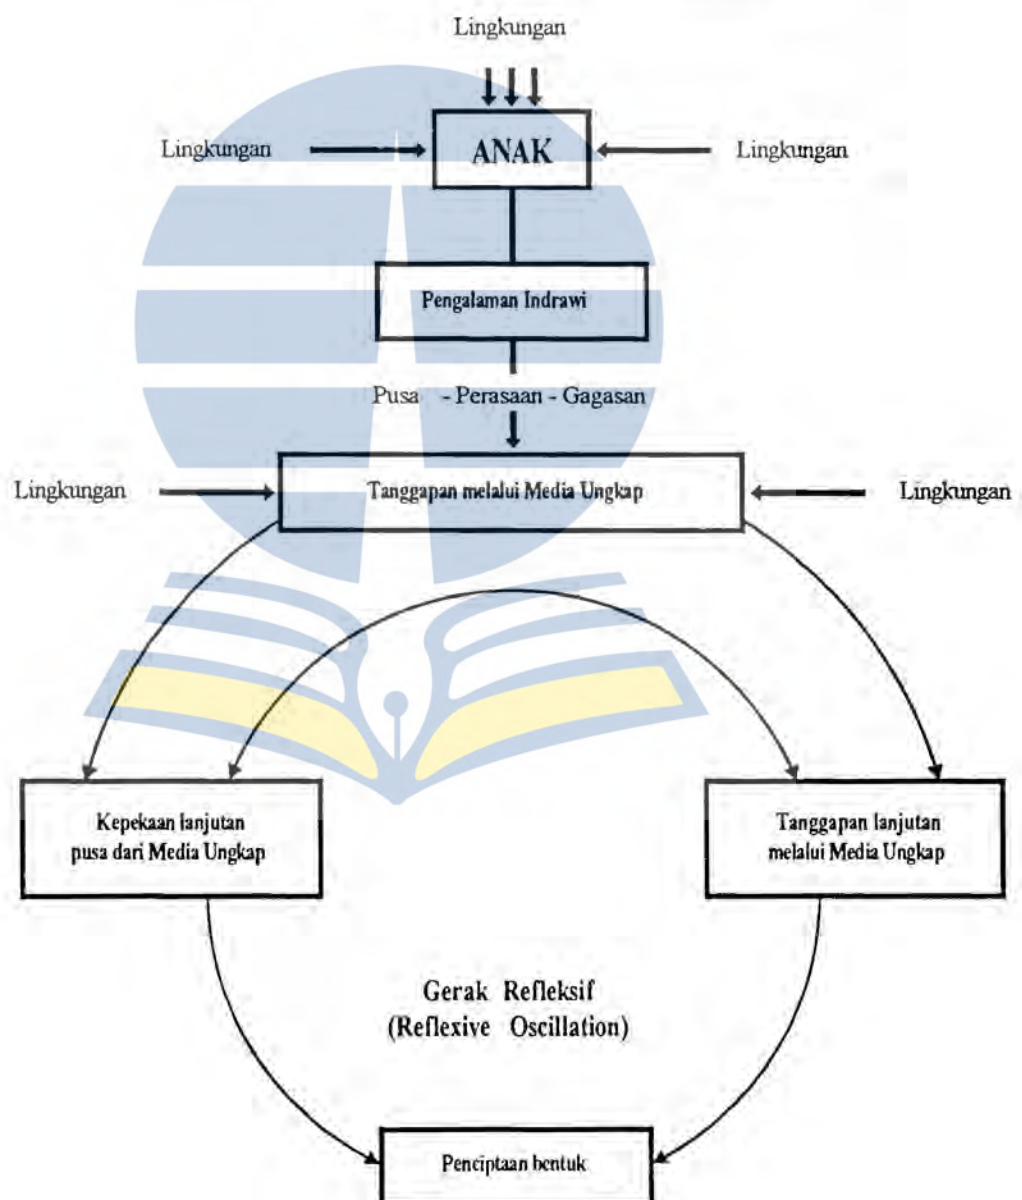 Lingkungan
Lingkungan
ANAK
Lingkungan
Pengalaman Indrawi
Pusa - Perasaan - Gagasan
Lingkungan
Tanggapan melalui Media Ungkap
Lingkungan
Kepekaan lanjutan
pusa dari Media Ungkap
Tanggapan lanjutan
melalui Media Ungkap
Gerak Refleksif
(Reflexive Oscillation)
Penciptaan bentuk